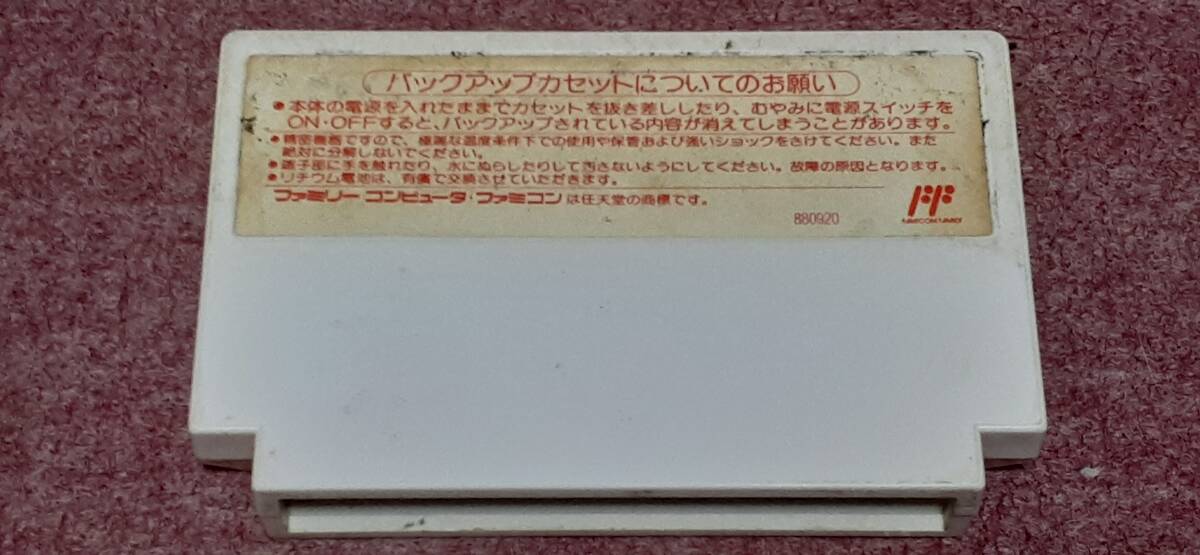 バックアップカセットについてのお願い
●本体の電源を入れたままでカセットを抜き差ししたり、むやみに電源スイッチを
ON・OFFすると、バックアップされている内容が消えてしまうことがあります。
●精密機器ですので、極端な温度条件下での使用や保管および強いショックをさけてください。また
絶対に分解しないでください。
●端子部に手を触れたり、水にぬらしたりして汚さないようにしてください。故障の原因となります。
●リチウム電池は、有償で交換させていただきます。
ファミリー コンピュータ・ファミコンは任天堂の商標です。
880920
FAMICOM FAMILY